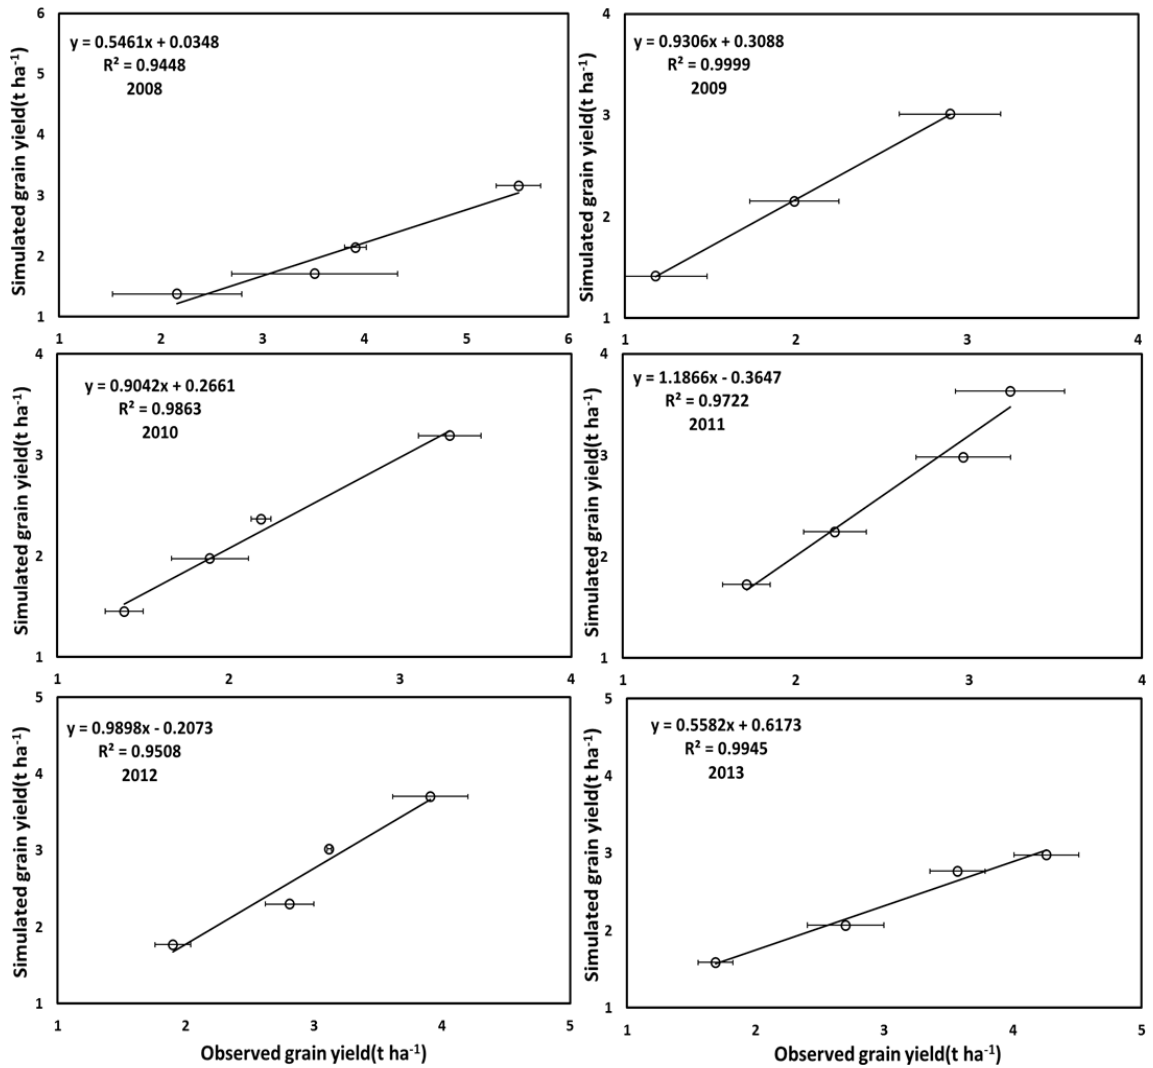 y = 0.5461x + 0.0348
R² = 0.9448
2008
Simulated grain yield(t ha⁻¹)
6
5
4
3
2
1
1 2 3 4 5 6
y = 0.9306x + 0.3088
R² = 0.9999
2009
Simulated grain yield(t ha⁻¹)
4
3
2
1
1 2 3 4
y = 0.9042x + 0.2661
R² = 0.9863
2010
Simulated grain yield(t ha⁻¹)
4
3
2
1
1 2 3 4
y = 1.1866x - 0.3647
R² = 0.9722
2011
Simulated grain yield(t ha⁻¹)
4
3
2
1
1 2 3 4
y = 0.9898x - 0.2073
R² = 0.9508
2012
Simulated grain yield(t ha⁻¹)
5
4
3
2
1
1 2 3 4 5
Observed grain yield(t ha⁻¹)
y = 0.5582x + 0.6173
R² = 0.9945
2013
Simulated grain yield(t ha⁻¹)
5
4
3
2
1
1 2 3 4 5
Observed grain yield(t ha⁻¹)